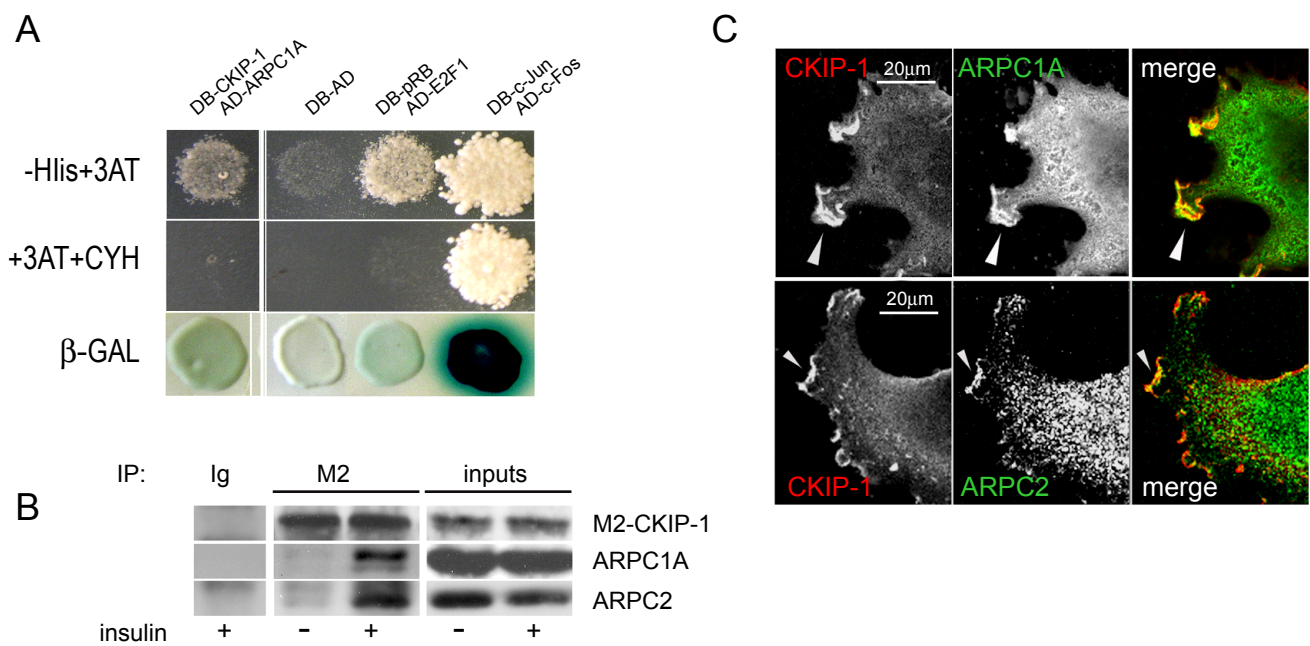 A
DB-CKIP-1
AD-ARPC1A
DB-AD
DB-pRB
AD-E2F1
DB-c-Jun
AD-c-Fos
-HIis+3AT
+3AT+CYH
β-GAL
B
IP: Ig M2 inputs
M2-CKIP-1
ARPC1A
ARPC2
insulin + - + - +
C
CKIP-1 ARPC1A merge
20μm
20μm
CKIP-1 ARPC2 merge